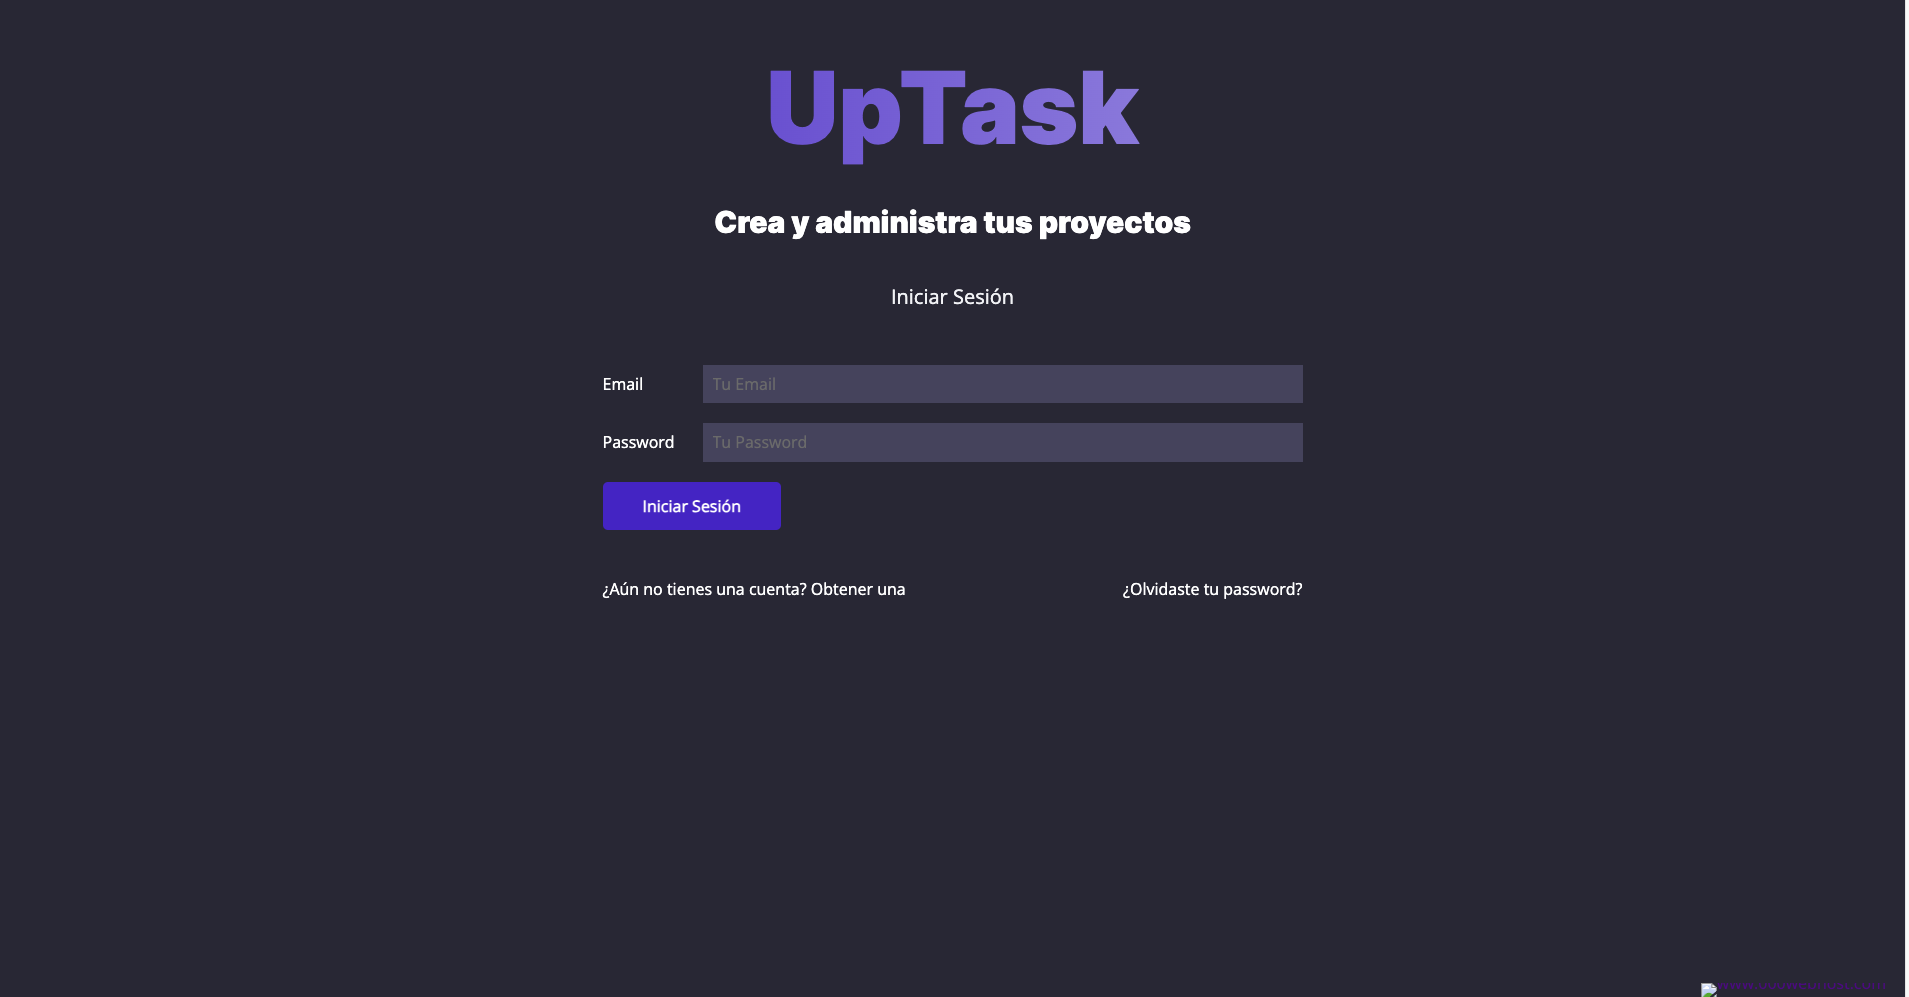 UpTask
Crea y administra tus proyectos
Iniciar Sesión
Email
Tu Email
Password
Tu Password
Iniciar Sesión
¿Aún no tienes una cuenta? Obtener una
¿Olvidaste tu password?